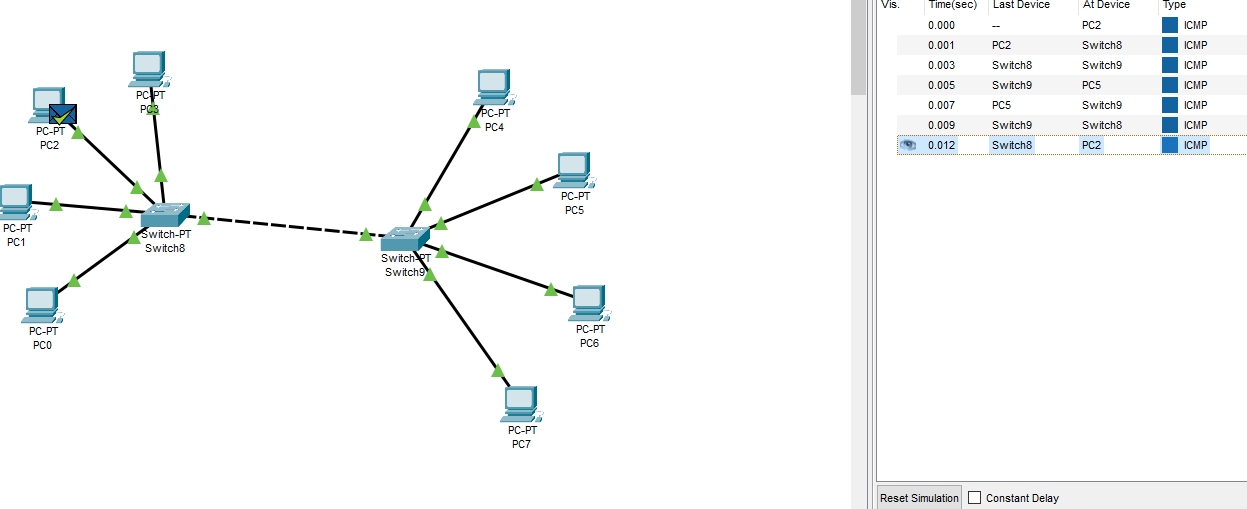 PC-PT
PC3
PC-PT
PC2
PC-PT
PC1
Switch-PT
Switch8
PC-PT
PC0
PC-PT
PC4
PC-PT
PC5
Switch-PT
Switch9
PC-PT
PC6
PC-PT
PC7
Vis. Time(sec) Last Device At Device Type
0.000 -- PC2 ICMP
0.001 PC2 Switch8 ICMP
0.003 Switch8 Switch9 ICMP
0.005 Switch9 PC5 ICMP
0.007 PC5 Switch9 ICMP
0.009 Switch9 Switch8 ICMP
0.012 Switch8 PC2 ICMP
Reset Simulation Constant Delay